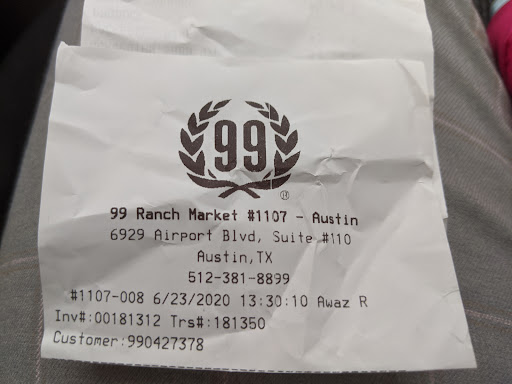 99
®
99 Ranch Market #1107 - Austin
6929 Airport Blvd, Suite #110
Austin,TX
512-381-8899
#1107-008 6/23/2020 13:30:10 Awaz R
Inv#:00181312 Trs#:181350
Customer:990427378